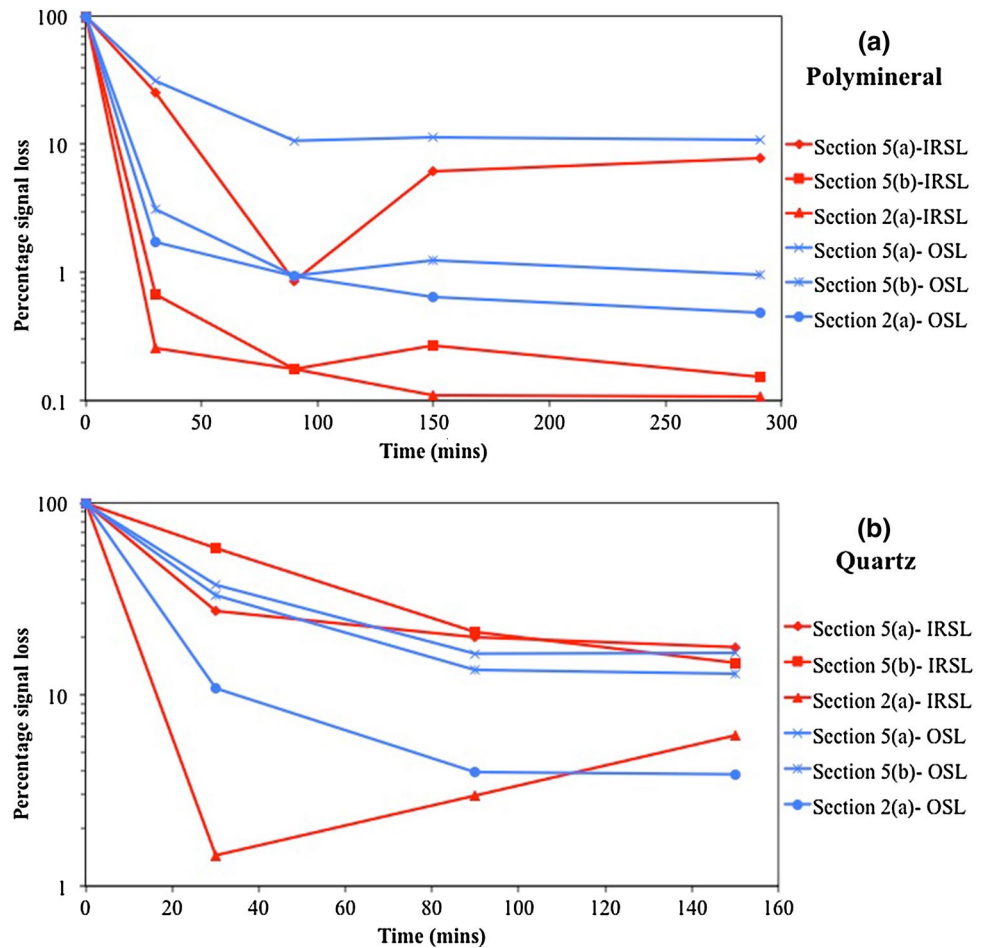 (a)
Polymineral
100
10
1
0.1
Percentage signal loss
0 50 100 150 200 250 300
Time (mins)
Section 5(a)-IRSL
Section 5(b)-IRSL
Section 2(a)-IRSL
Section 5(a)- OSL
Section 5(b)- OSL
Section 2(a)- OSL
(b)
Quartz
100
10
1
Percentage signal loss
0 20 40 60 80 100 120 140 160
Time (mins)
Section 5(a)- IRSL
Section 5(b)- IRSL
Section 2(a)- IRSL
Section 5(a)- OSL
Section 5(b)- OSL
Section 2(a)- OSL